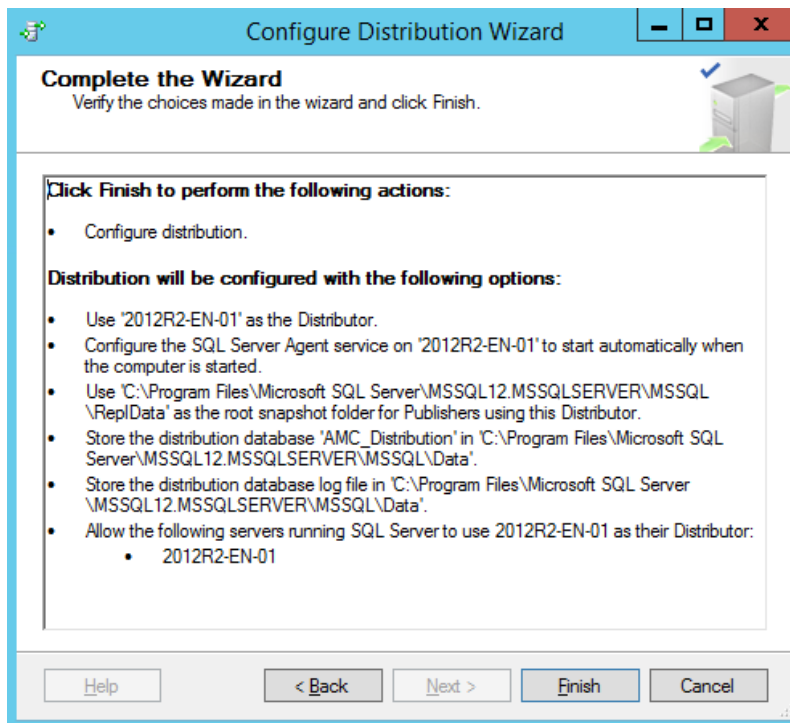 Configure Distribution Wizard
Complete the Wizard
Verify the choices made in the wizard and click Finish.
Click Finish to perform the following actions:
• Configure distribution.
Distribution will be configured with the following options:
• Use '2012R2-EN-01' as the Distributor.
• Configure the SQL Server Agent service on '2012R2-EN-01' to start automatically when
the computer is started.
• Use 'C:\Program Files\Microsoft SQL Server\MSSQL12.MSSQLSERVER\MSSQL
\ReplData' as the root snapshot folder for Publishers using this Distributor.
• Store the distribution database 'AMC_Distribution' in 'C:\Program Files\Microsoft SQL
Server\MSSQL12.MSSQLSERVER\MSSQL\Data'.
• Store the distribution database log file in 'C:\Program Files\Microsoft SQL Server
\MSSQL12.MSSQLSERVER\MSSQL\Data'.
• Allow the following servers running SQL Server to use 2012R2-EN-01 as their Distributor:
• 2012R2-EN-01
Help < Back Next > Finish Cancel